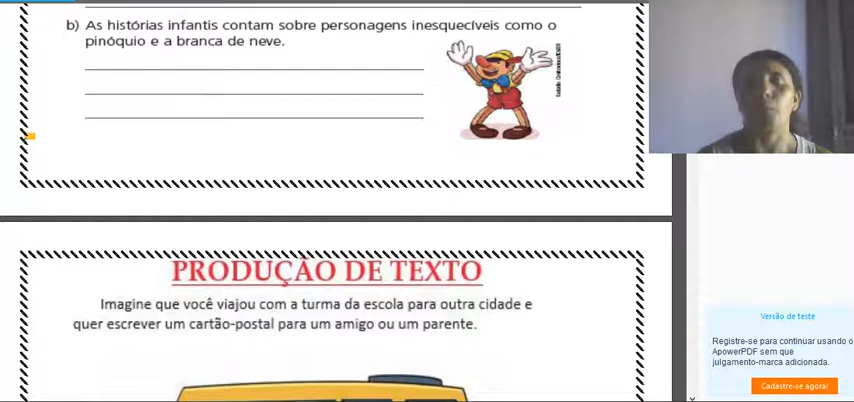 b) As histórias infantis contam sobre personagens inesquecíveis como o
pinóquio e a branca de neve.
PRODUÇÃO DE TEXTO
Imagine que você viajou com a turma da escola para outra cidade e
quer escrever um cartão-postal para um amigo ou um parente.
Versão de teste
Registre-se para continuar usando o
ApowerPDF sem que
julgamento-marca adicionada.
Cadastre-se agora!